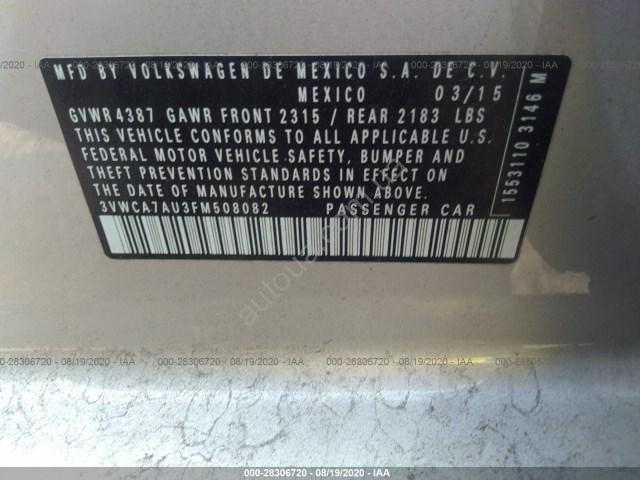 MFD BY VOLKSWAGEN DE MEXICO S.A. DE C.V.
MEXICO 03/15
GVWR 4387 GAWR FRONT 2315 / REAR 2183 LBS
THIS VEHICLE CONFORMS TO ALL APPLICABLE U.S.
FEDERAL MOTOR VEHICLE SAFETY, BUMPER AND
THEFT PREVENTION STANDARDS IN EFFECT ON
THE DATE OF MANUFACTURE SHOWN ABOVE.
3VWCA7AU3FM508082 PASSENGER CAR
1553110 3146 M
000-28306720 - 08/19/2020 - IAA